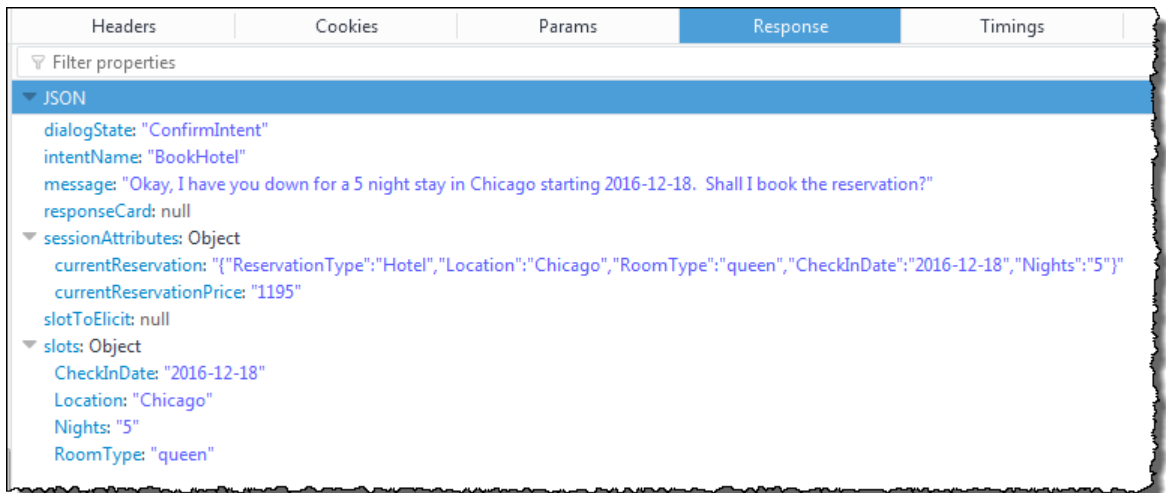 Headers Cookies Params Response Timings
Filter properties
JSON
dialogState: "ConfirmIntent"
intentName: "BookHotel"
message: "Okay, I have you down for a 5 night stay in Chicago starting 2016-12-18.  Shall I book the reservation?"
responseCard: null
sessionAttributes: Object
currentReservation: "{"ReservationType":"Hotel","Location":"Chicago","RoomType":"queen","CheckInDate":"2016-12-18","Nights":"5"}"
currentReservationPrice: "1195"
slotToElicit: null
slots: Object
CheckInDate: "2016-12-18"
Location: "Chicago"
Nights: "5"
RoomType: "queen"